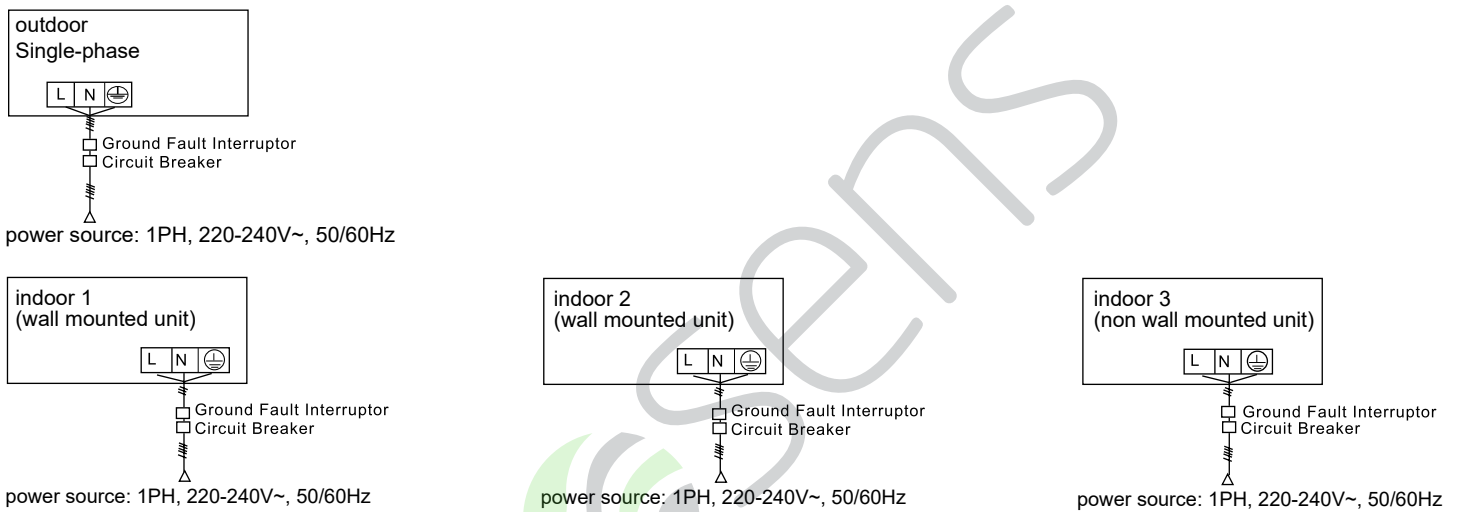 outdoor
Single-phase
L N
Ground Fault Interruptor
Circuit Breaker
power source: 1PH, 220-240V~, 50/60Hz
indoor 1
(wall mounted unit)
L N
Ground Fault Interruptor
Circuit Breaker
power source: 1PH, 220-240V~, 50/60Hz
indoor 2
(wall mounted unit)
L N
Ground Fault Interruptor
Circuit Breaker
power source: 1PH, 220-240V~, 50/60Hz
indoor 3
(non wall mounted unit)
L N
Ground Fault Interruptor
Circuit Breaker
power source: 1PH, 220-240V~, 50/60Hz
sens